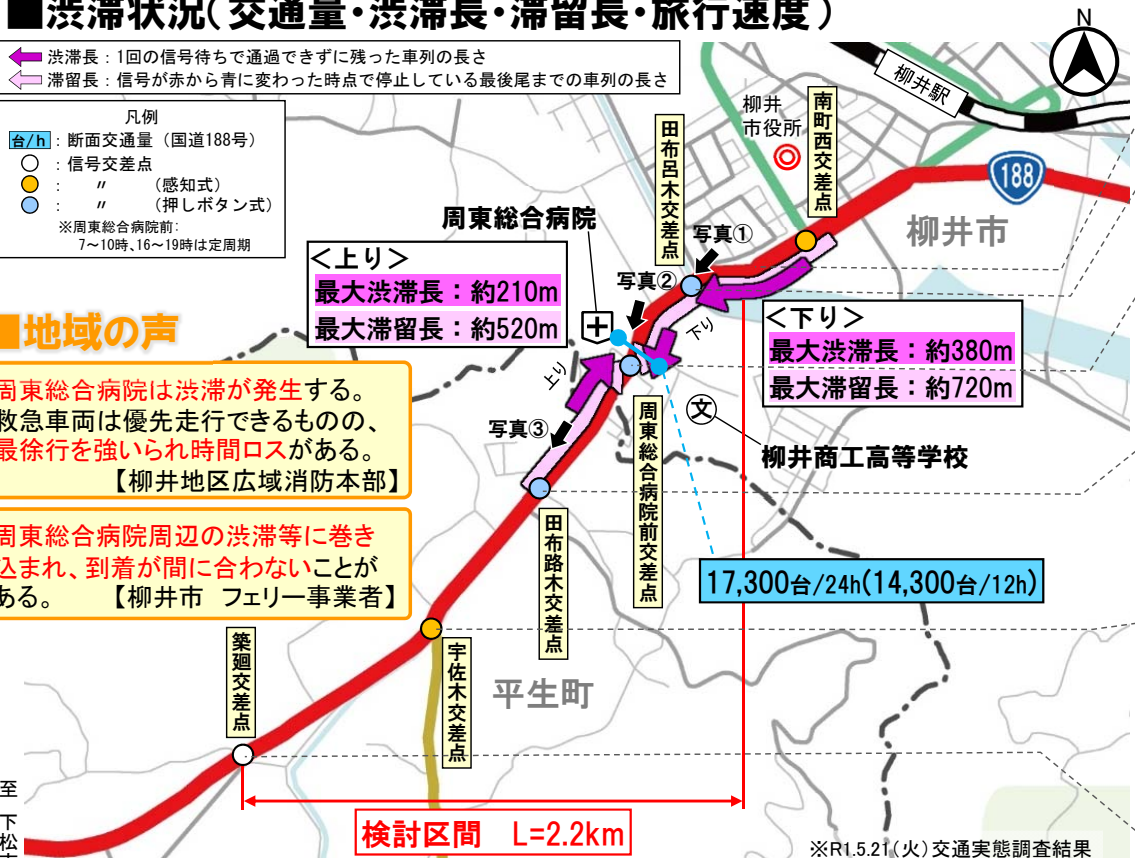 ■渋滞状況(交通量・渋滞長・滞留長・旅行速度)
渋滞長：1回の信号待ちで通過できずに残った車列の長さ
滞留長：信号が赤から青に変わった時点で停止している最後尾までの車列の長さ
凡例
台/h：断面交通量（国道188号）
：信号交差点
：〃（感知式）
：〃（押しボタン式）
※周東総合病院前：
7～10時、16～19時は定周期
N
柳井駅
柳井
市役所
南町西交差点
田布呂木交差点
188
柳井市
周東総合病院
写真①
写真②
＜上り＞
最大渋滞長：約210m
最大滞留長：約520m
下り
＜下り＞
最大渋滞長：約380m
最大滞留長：約720m
■地域の声
周東総合病院は渋滞が発生する。
救急車両は優先走行できるものの、
最徐行を強いられ時間ロスがある。
【柳井地区広域消防本部】
上り
写真③
文
柳井商工高等学校
周東総合病院前交差点
周東総合病院周辺の渋滞等に巻き
込まれ、到着が間に合わないことが
ある。 【柳井市 フェリー事業者】
田布路木交差点
17,300台/24h(14,300台/12h)
築廻交差点
宇佐木交差点
平生町
至
下松
検討区間 L=2.2km
※R1.5.21(火)交通実態調査結果